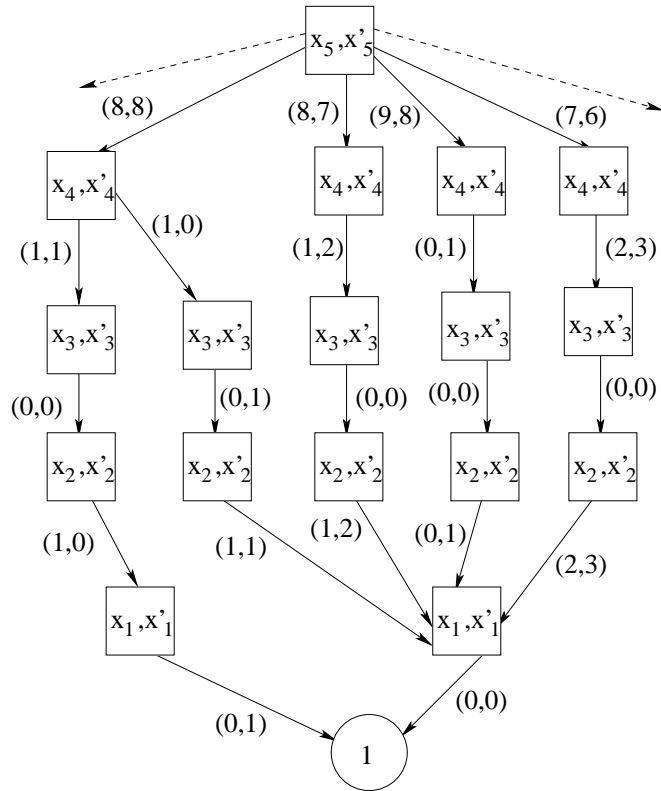 x5,x'5
(8,8) (8,7) (9,8) (7,6)
x4,x'4 x4,x'4 x4,x'4 x4,x'4
(1,1) (1,0) (1,2) (0,1) (2,3)
x3,x'3 x3,x'3 x3,x'3 x3,x'3 x3,x'3
(0,0) (0,1) (0,0) (0,0) (0,0)
x2,x'2 x2,x'2 x2,x'2 x2,x'2 x2,x'2
(1,0) (1,1) (1,2) (0,1) (2,3)
x1,x'1 x1,x'1
(0,1) (0,0)
1